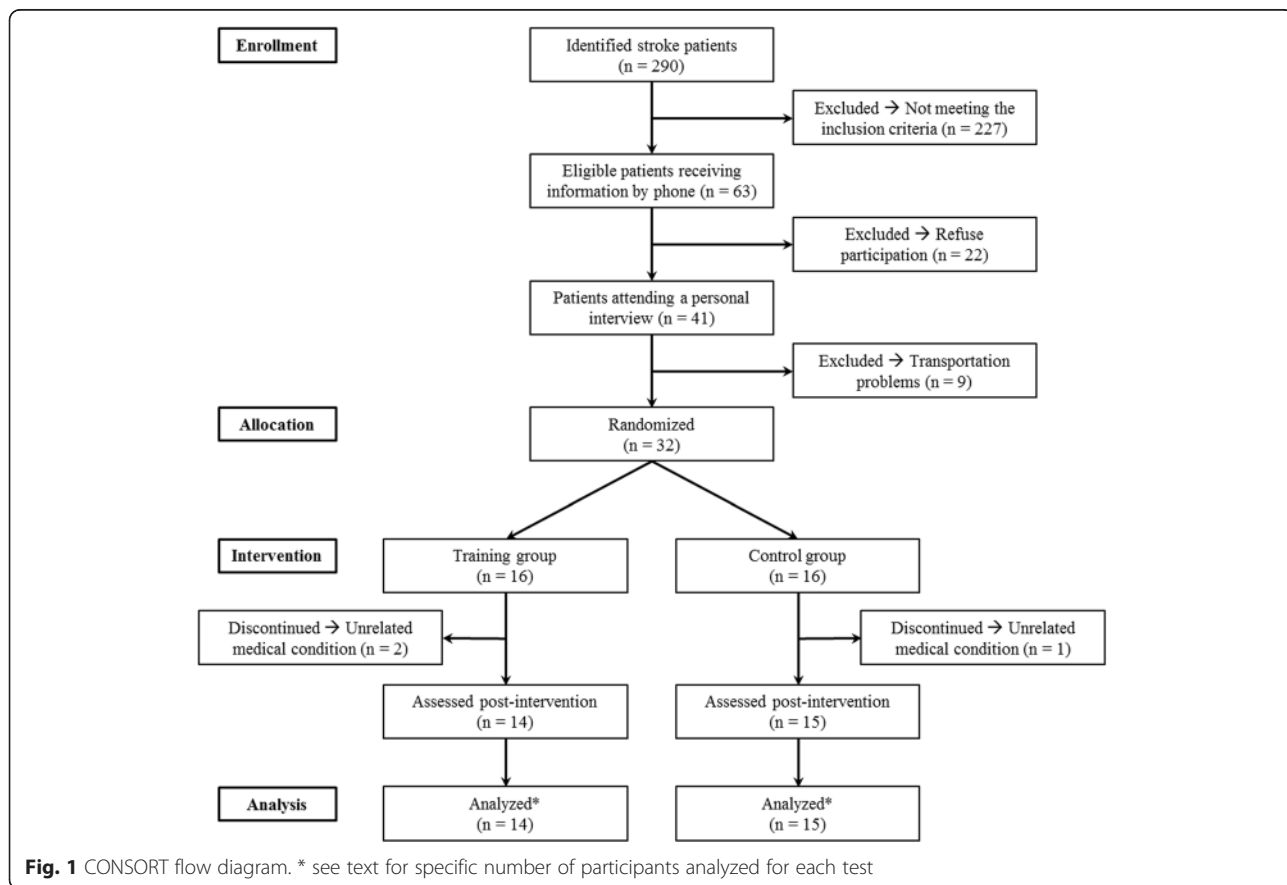 Enrollment
Identified stroke patients
(n = 290)
Excluded → Not meeting the
inclusion criteria (n = 227)
Eligible patients receiving
information by phone (n = 63)
Excluded → Refuse
participation (n = 22)
Patients attending a personal
interview (n = 41)
Excluded → Transportation
problems (n = 9)
Allocation
Randomized
(n = 32)
Intervention
Training group
(n = 16)
Control group
(n = 16)
Discontinued → Unrelated
medical condition (n = 2)
Discontinued → Unrelated
medical condition (n = 1)
Assessed post-intervention
(n = 14)
Assessed post-intervention
(n = 15)
Analysis
Analyzed*
(n = 14)
Analyzed*
(n = 15)
Fig. 1 CONSORT flow diagram. * see text for specific number of participants analyzed for each test